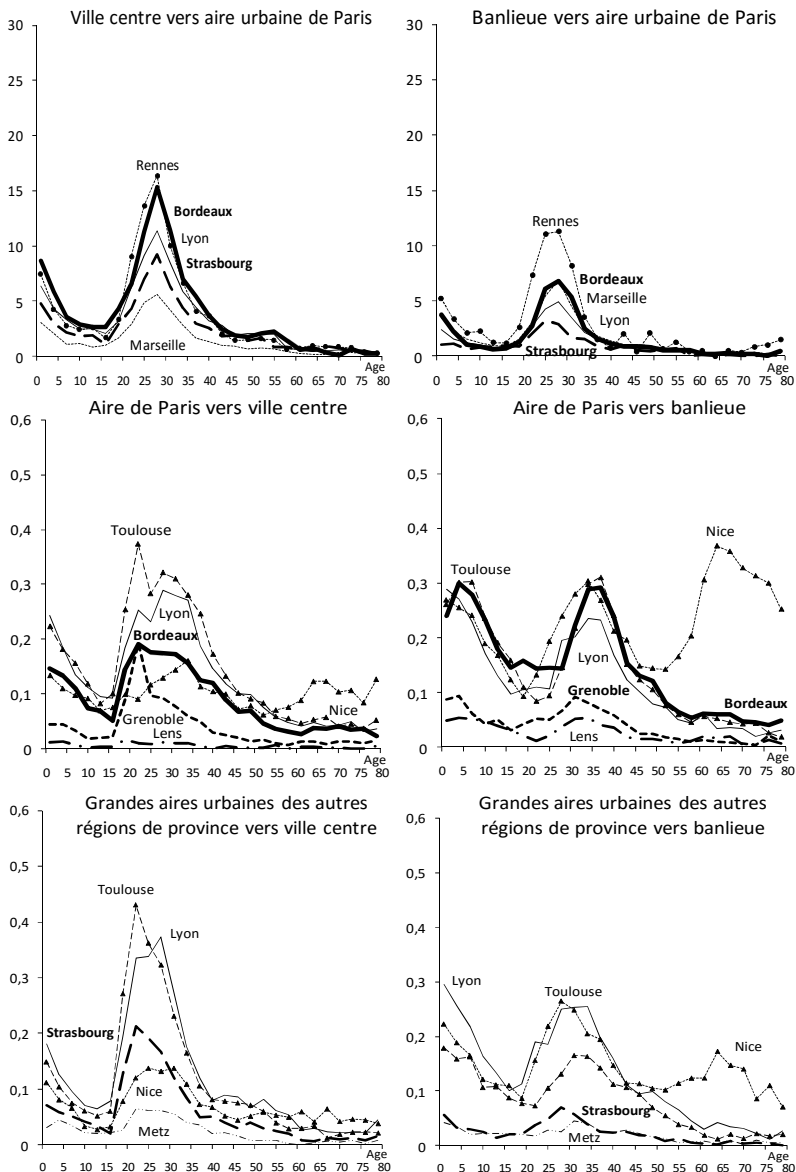 Ville centre vers aire urbaine de Paris
30
25
20
15
10
5
0
Rennes
Bordeaux
Lyon
Strasbourg
Marseille
Age
0 5 10 15 20 25 30 35 40 45 50 55 60 65 70 75 80
Banlieue vers aire urbaine de Paris
30
25
20
15
10
5
0
Rennes
Bordeaux
Marseille
Lyon
Strasbourg
Age
0 5 10 15 20 25 30 35 40 45 50 55 60 65 70 75 80
Aire de Paris vers ville centre
0,6
0,5
0,4
0,3
0,2
0,1
0
Toulouse
Lyon
Bordeaux
Grenoble
Lens
Nice
Age
0 5 10 15 20 25 30 35 40 45 50 55 60 65 70 75 80
Aire de Paris vers banlieue
0,6
0,5
0,4
0,3
0,2
0,1
0
Toulouse
Nice
Lyon
Grenoble
Lens
Bordeaux
Age
0 5 10 15 20 25 30 35 40 45 50 55 60 65 70 75 80
Grandes aires urbaines des autres
régions de province vers ville centre
0,6
0,5
0,4
0,3
0,2
0,1
0
Toulouse
Lyon
Strasbourg
Nice
Metz
Age
0 5 10 15 20 25 30 35 40 45 50 55 60 65 70 75 80
Grandes aires urbaines des autres
régions de province vers banlieue
0,6
0,5
0,4
0,3
0,2
0,1
0
Lyon
Toulouse
Nice
Strasbourg
Metz
Age
0 5 10 15 20 25 30 35 40 45 50 55 60 65 70 75 80